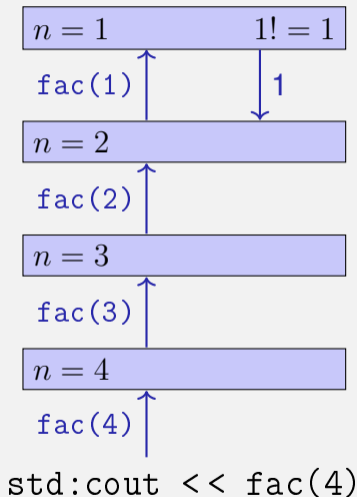 n = 1 1! = 1
fac(1) 1
n = 2
fac(2)
n = 3
fac(3)
n = 4
fac(4)
std:cout << fac(4)